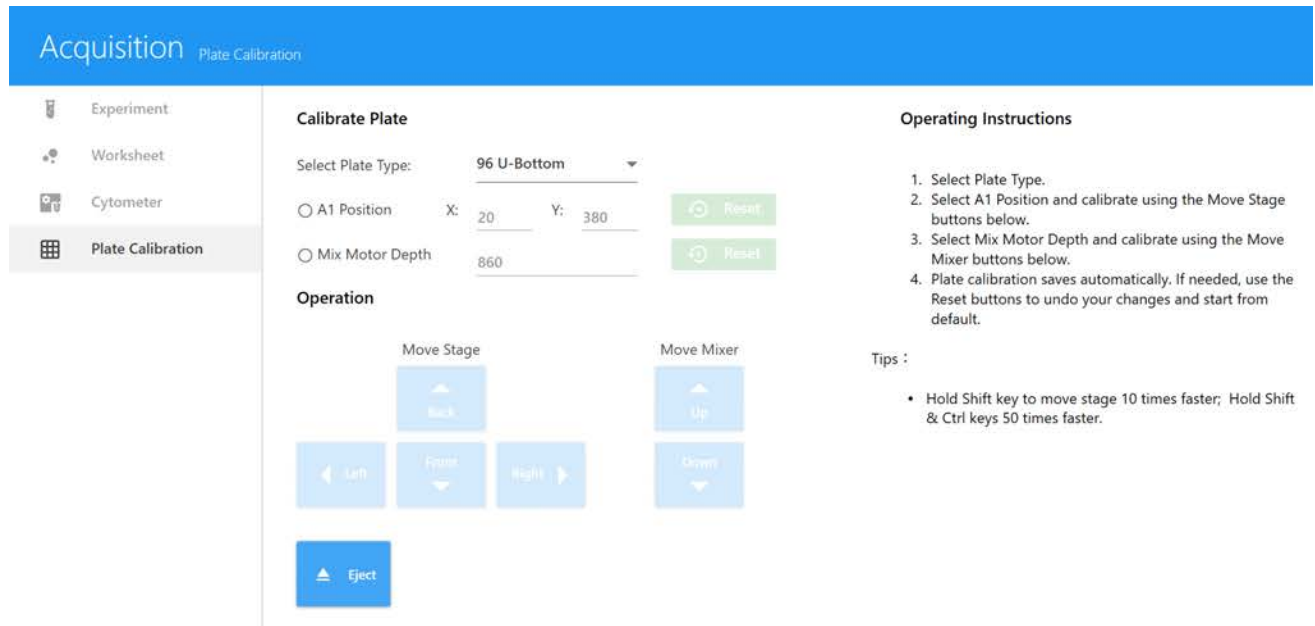 Acquisition Plate Calibration
Experiment
Worksheet
Cytometer
Plate Calibration
Calibrate Plate
Select Plate Type: 96 U-Bottom
A1 Position X: 20 Y: 380 Reset
Mix Motor Depth 860 Reset
Operation
Move Stage Move Mixer
Back Up
Left Front Right Down
Eject
Operating Instructions
1. Select Plate Type.
2. Select A1 Position and calibrate using the Move Stage
buttons below.
3. Select Mix Motor Depth and calibrate using the Move
Mixer buttons below.
4. Plate calibration saves automatically. If needed, use the
Reset buttons to undo your changes and start from
default.
Tips：
• Hold Shift key to move stage 10 times faster; Hold Shift
& Ctrl keys 50 times faster.